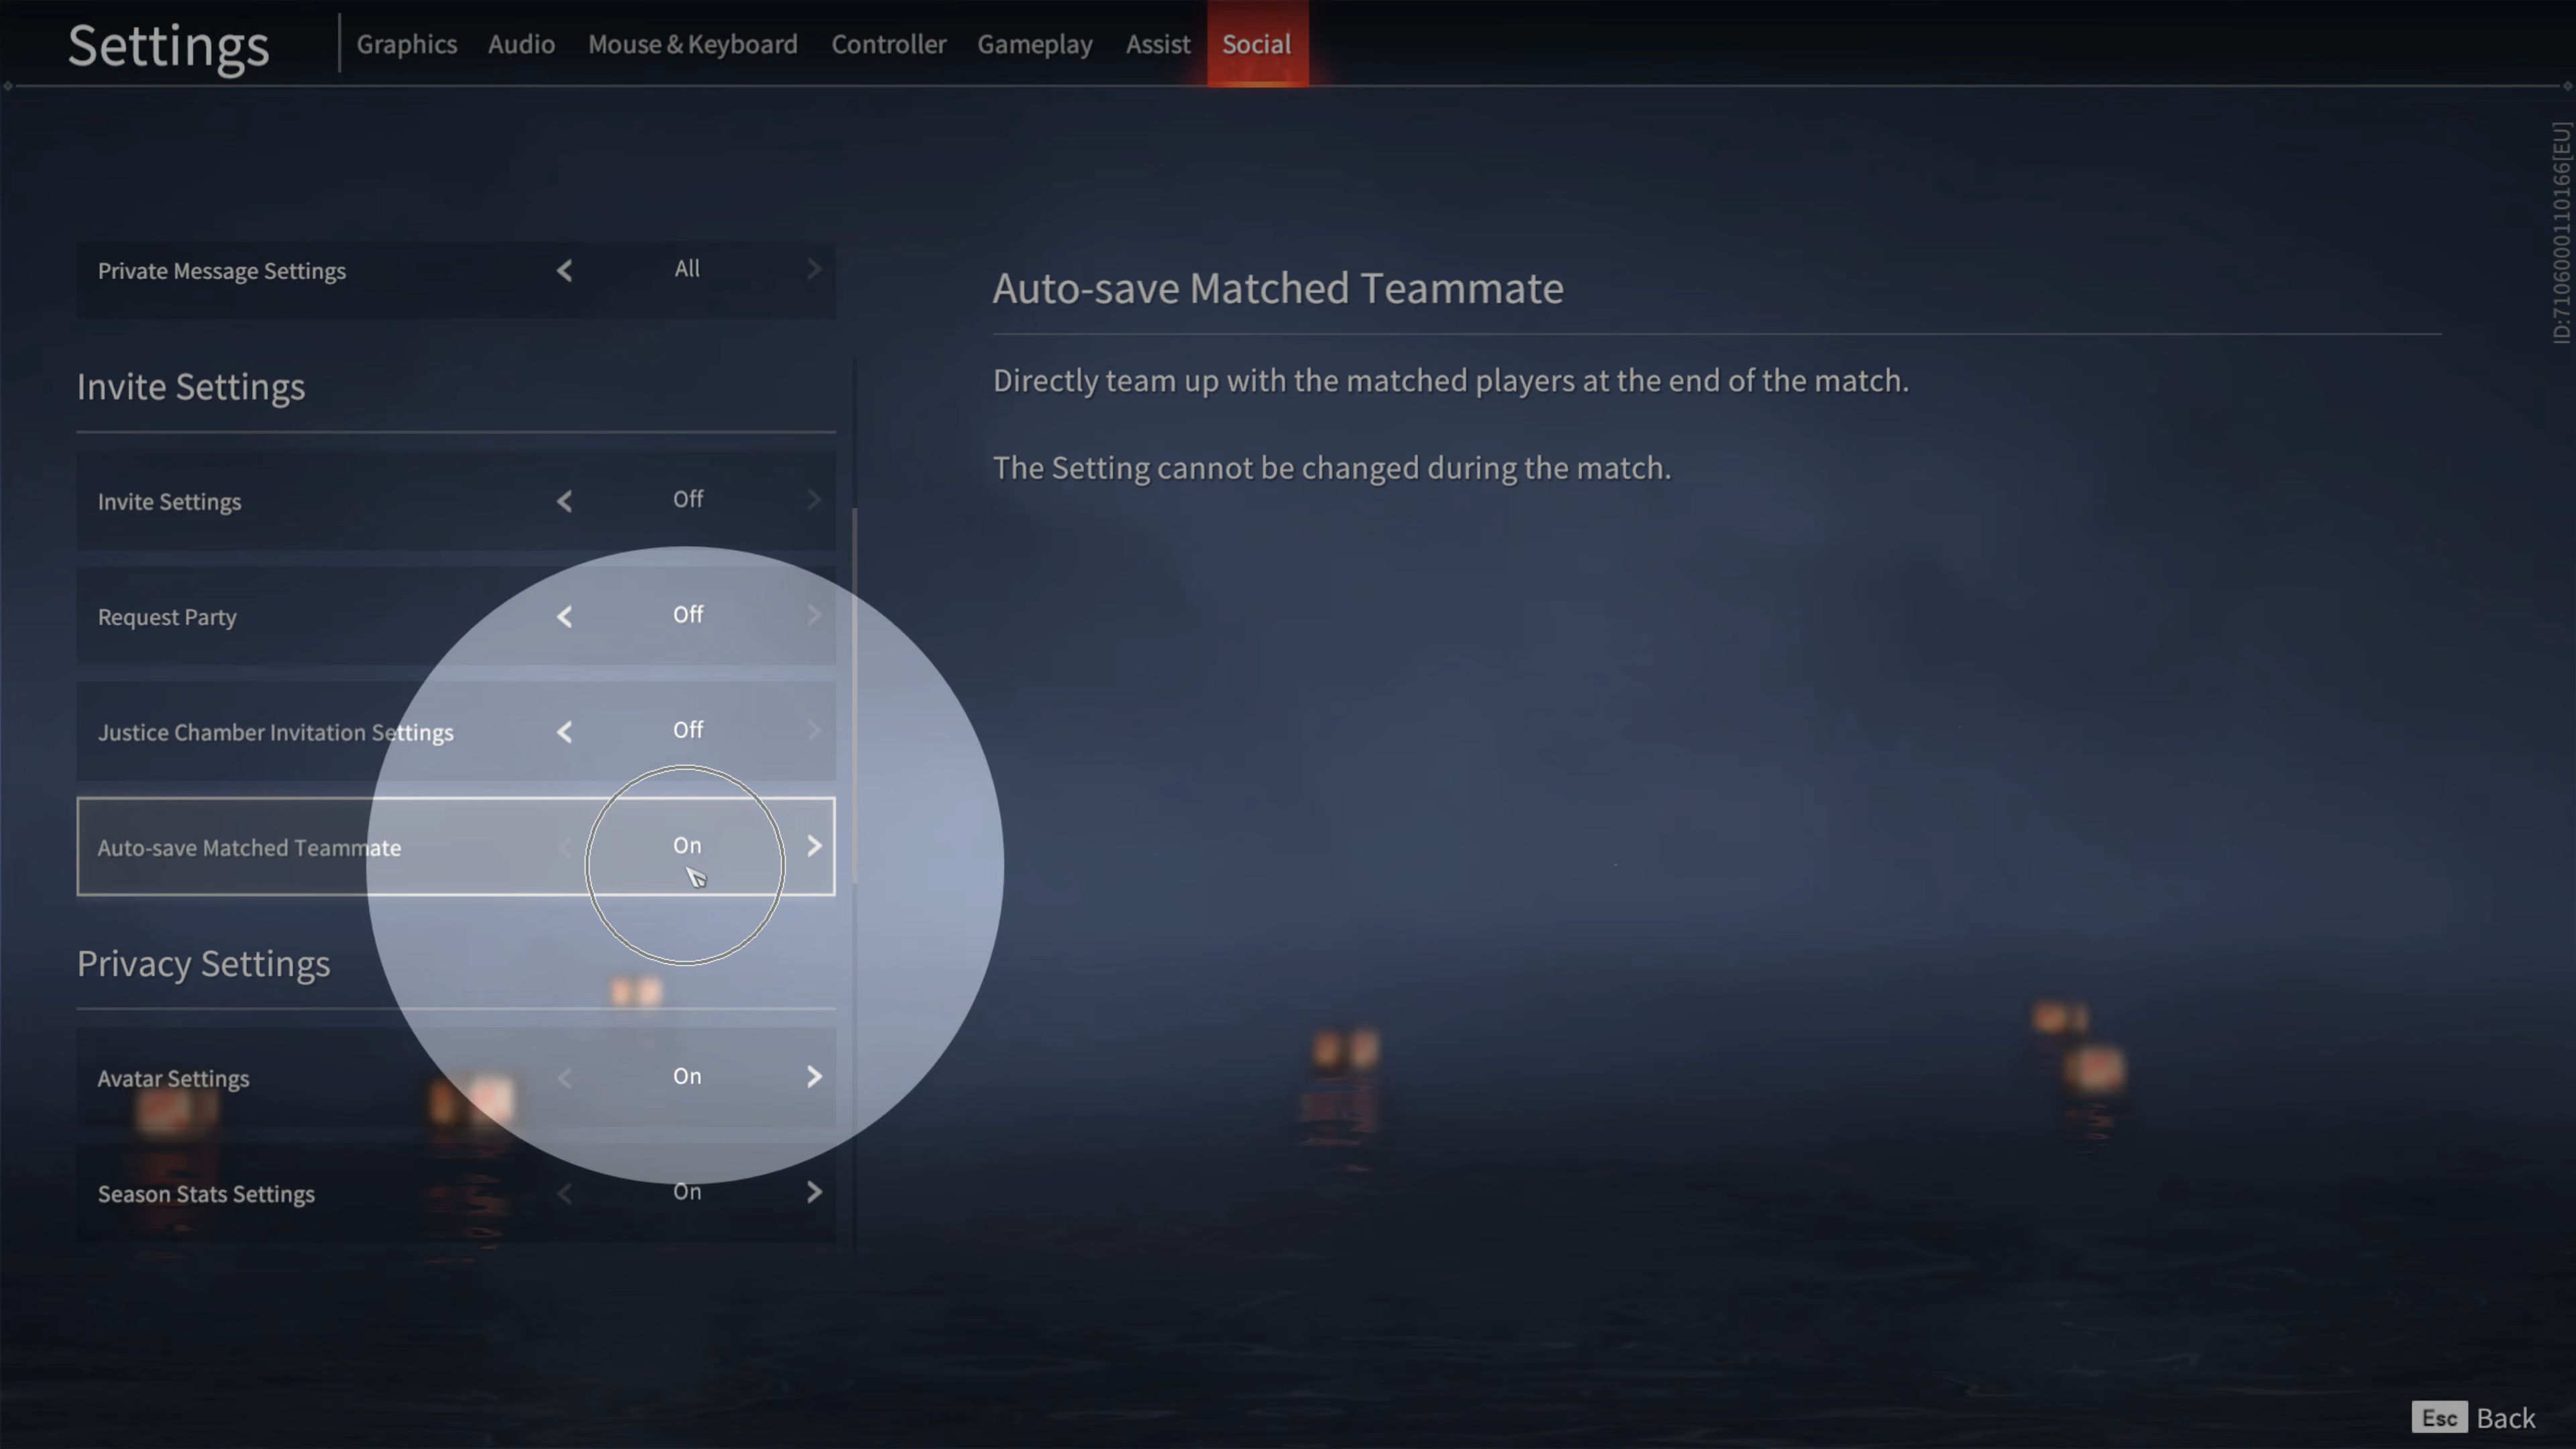 Settings
Graphics Audio Mouse & Keyboard Controller Gameplay Assist Social
ID:7106000110166[EU]
Private Message Settings All
Invite Settings
Invite Settings Off
Request Party Off
Justice Chamber Invitation Settings Off
Auto-save Matched Teammate On
Privacy Settings
Avatar Settings On
Season Stats Settings On
Auto-save Matched Teammate
Directly team up with the matched players at the end of the match.
The Setting cannot be changed during the match.
Esc Back